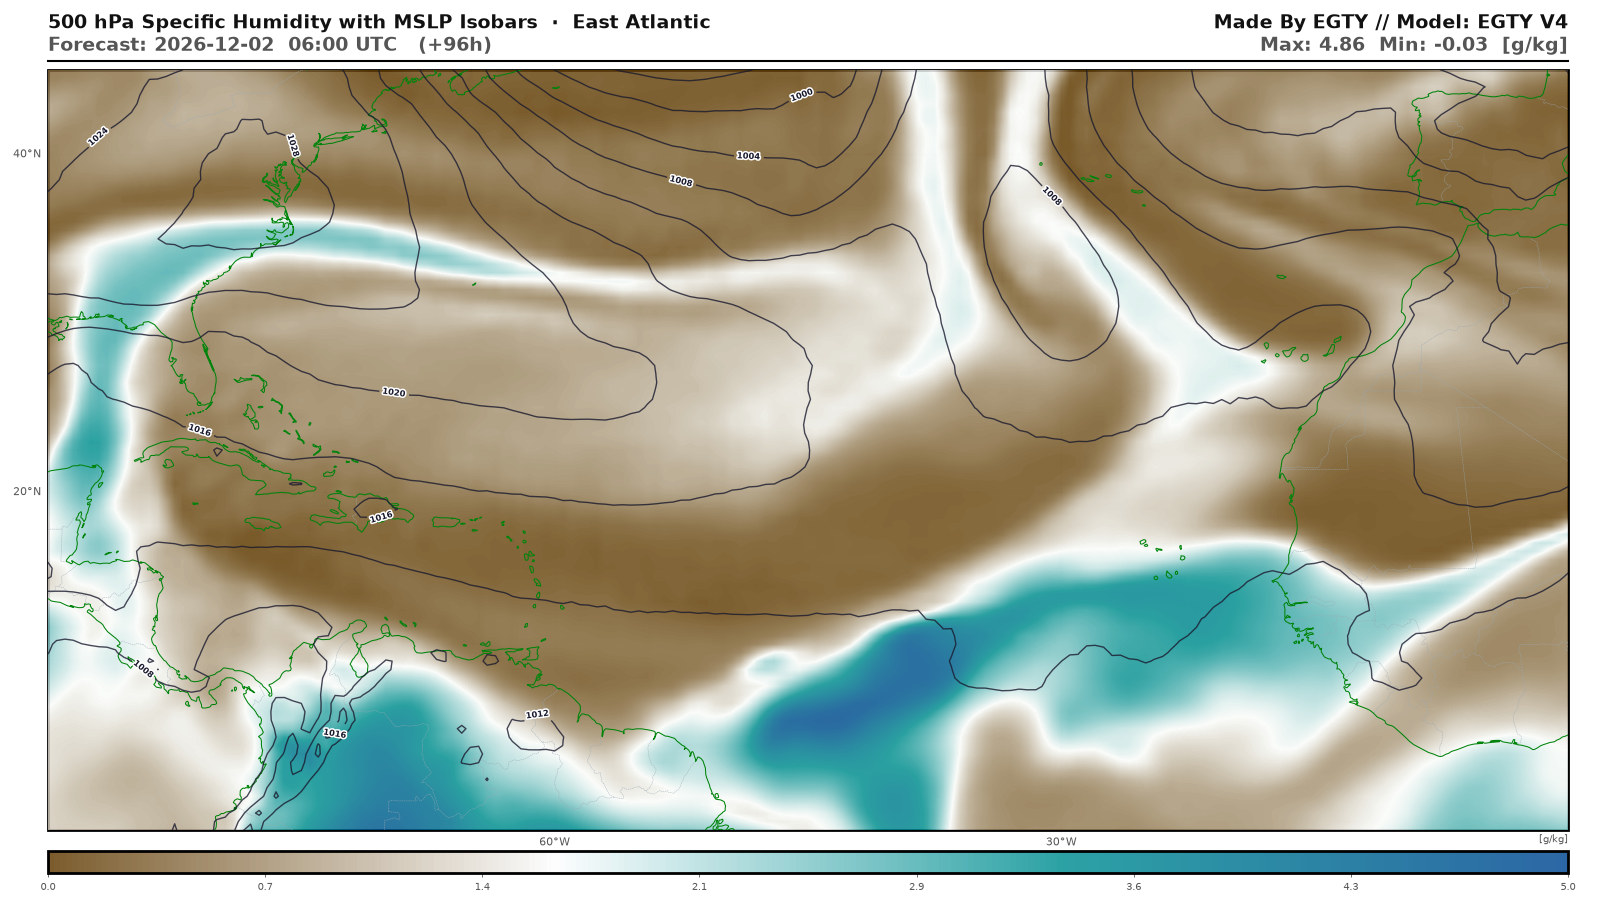 500 hPa Specific Humidity with MSLP Isobars · East Atlantic
Made By EGTY // Model: EGTY V4
Forecast: 2026-12-02 06:00 UTC (+96h)
Max: 4.86 Min: -0.03 [g/kg]
1000
1024
1028
40°N
1004
1008
1008
1020
1016
20°N
1016
1008
1012
1016
60°W
30°W
[g/kg]
0.0 0.7 1.4 2.1 2.9 3.6 4.3 5.0